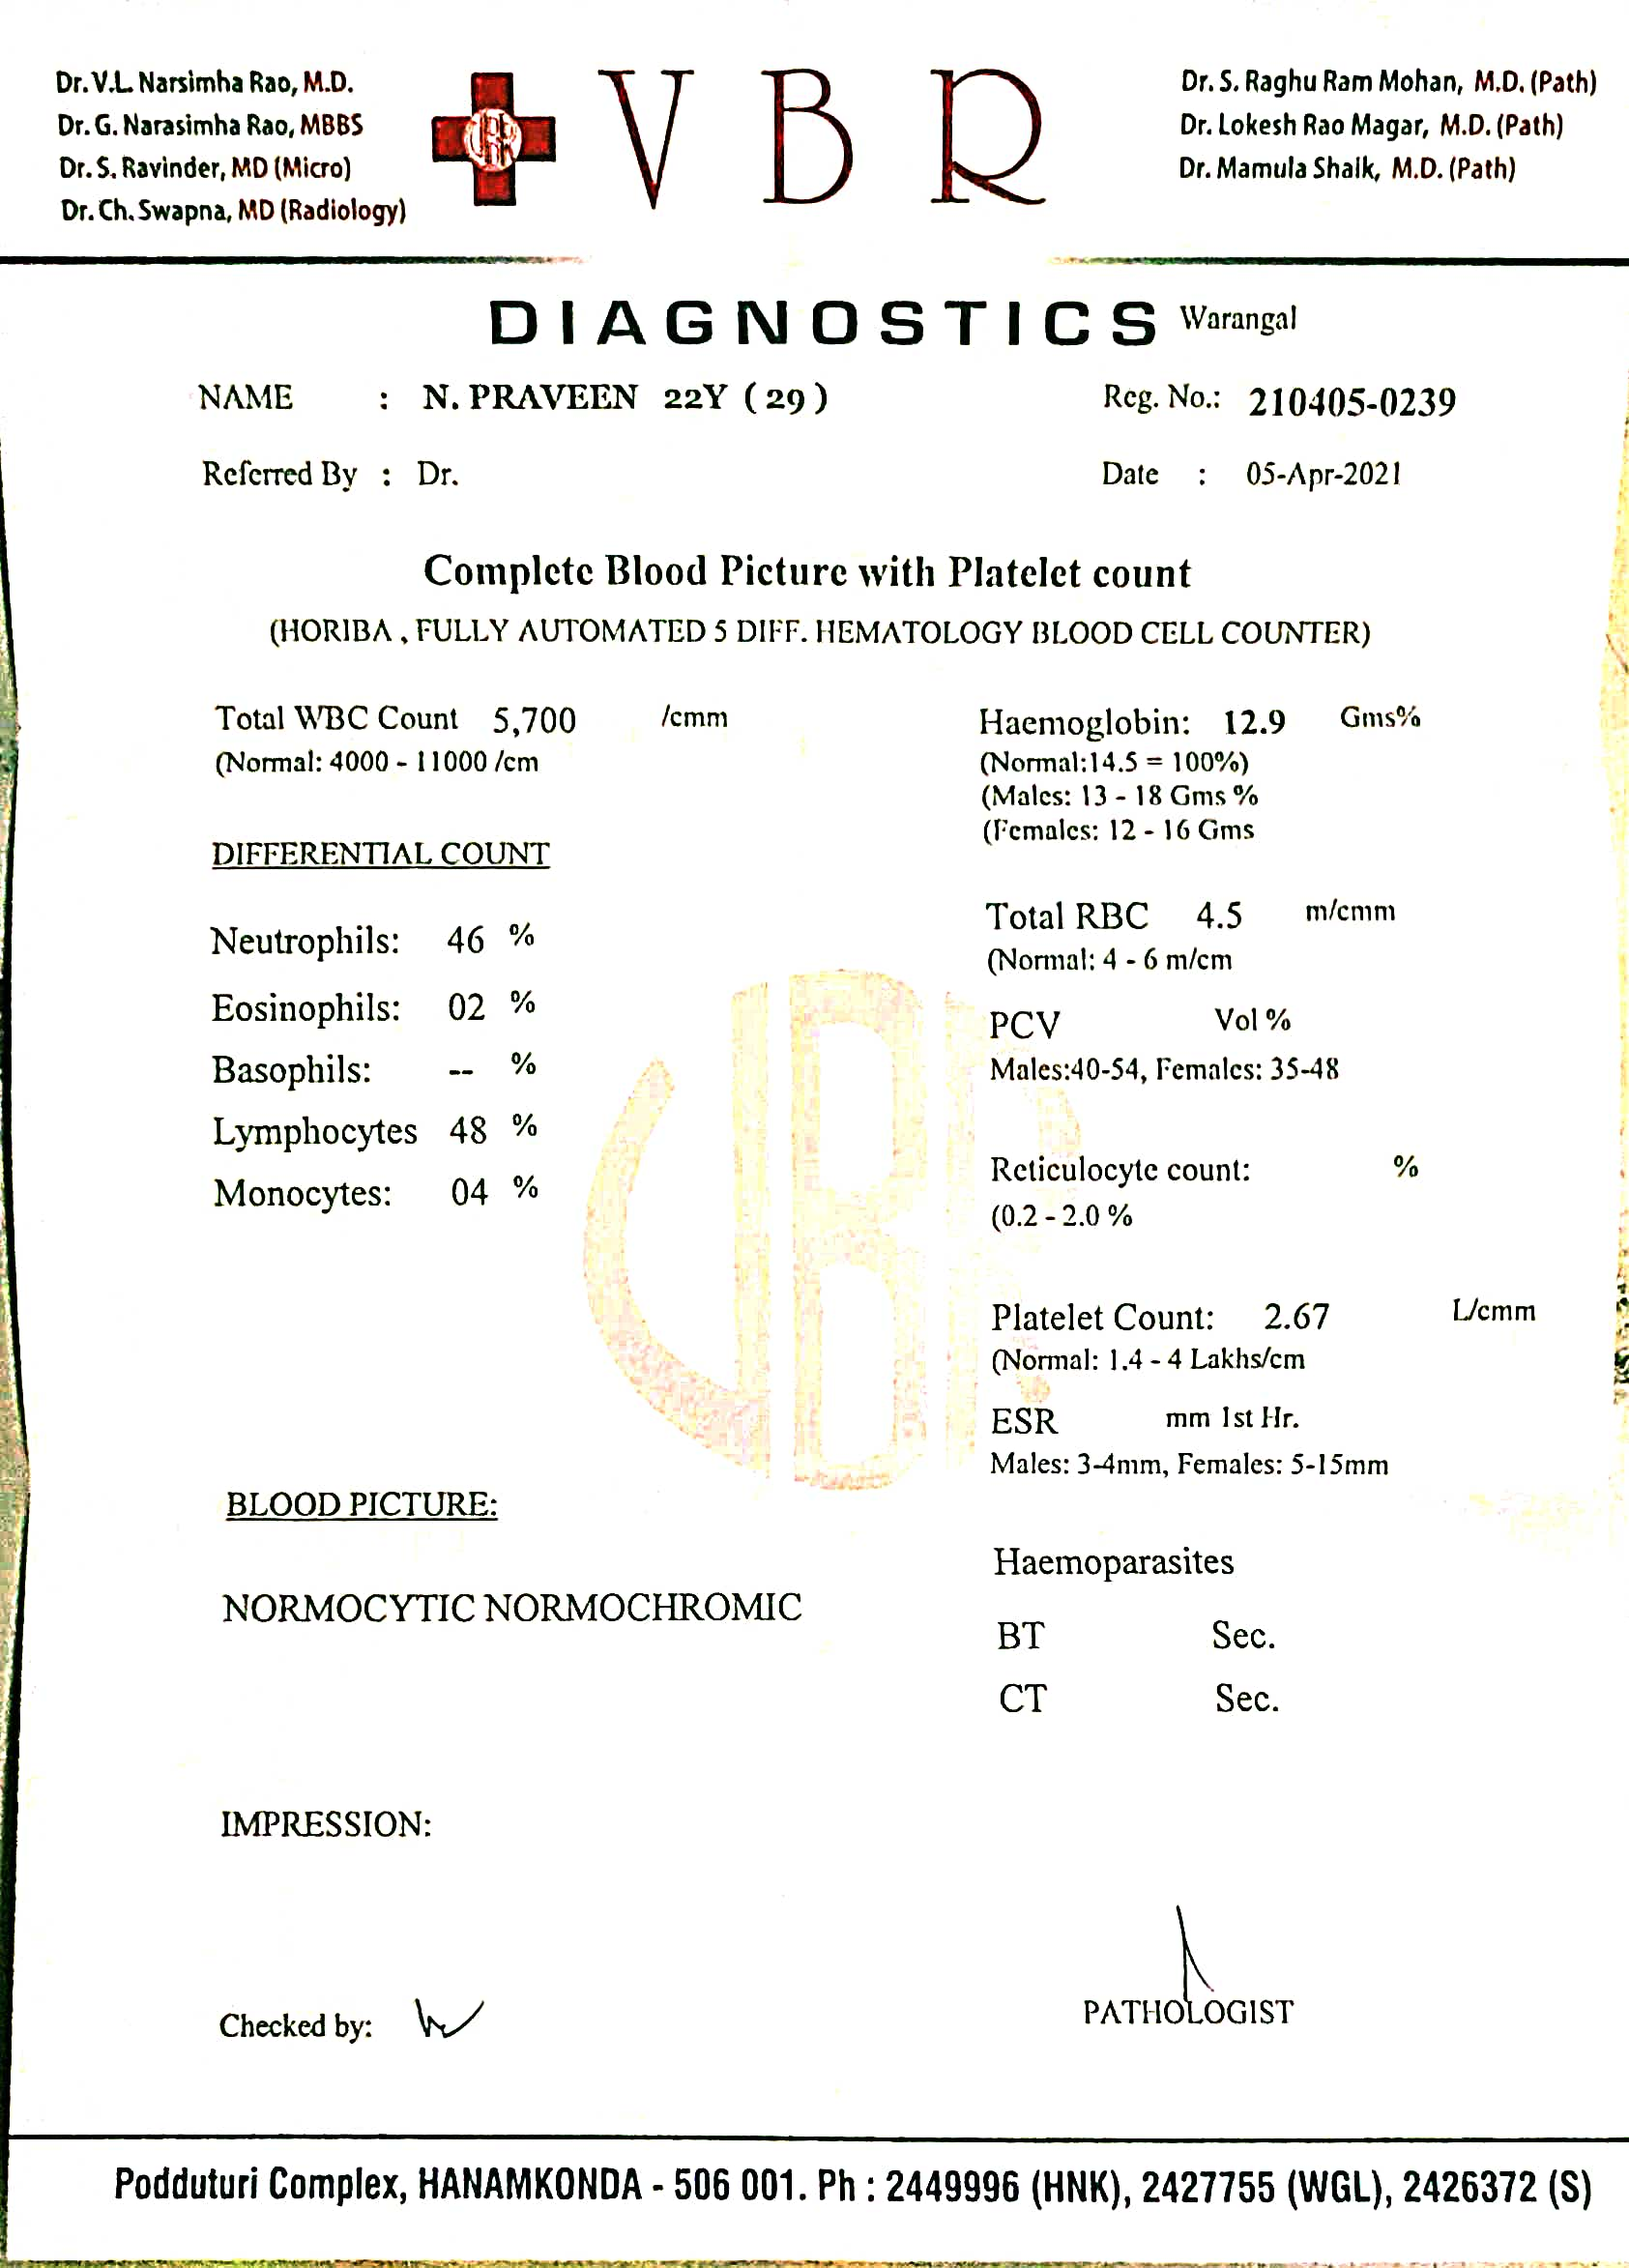 Dr. V.L. Narsimha Rao, M.D.
Dr. G. Narasimha Rao, MBBS
Dr. S. Ravinder, MD (Micro)
Dr. Ch. Swapna, MD (Radiology)
VBR
Dr. S. Raghu Ram Mohan, M.D. (Path)
Dr. Lokesh Rao Magar, M.D. (Path)
Dr. Mamula Shaik, M.D. (Path)
DIAGNOSTICS Warangal
NAME : N. PRAVEEN 22Y ( 29 )
Reg. No.: 210405-0239
Referred By : Dr.
Date : 05-Apr-2021
Complete Blood Picture with Platelet count
(HORIBA , FULLY AUTOMATED 5 DIFF. HEMATOLOGY BLOOD CELL COUNTER)
Total WBC Count 5,700 /cmm
(Normal: 4000 - 11000 /cm
DIFFERENTIAL COUNT
Neutrophils: 46 %
Eosinophils: 02 %
Basophils: -- %
Lymphocytes 48 %
Monocytes: 04 %
BLOOD PICTURE:
NORMOCYTIC NORMOCHROMIC
Haemoglobin: 12.9 Gms%
(Normal:14.5 = 100%)
(Males: 13 - 18 Gms %
(Females: 12 - 16 Gms
Total RBC 4.5 m/cmm
(Normal: 4 - 6 m/cm
PCV Vol %
Males:40-54, Females: 35-48
Reticulocyte count: %
(0.2 - 2.0 %
Platelet Count: 2.67 L/cmm
(Normal: 1.4 - 4 Lakhs/cm
ESR mm 1st Hr.
Males: 3-4mm, Females: 5-15mm
Haemoparasites
BT Sec.
CT Sec.
IMPRESSION:
Checked by:
PATHOLOGIST
Podduturi Complex, HANAMKONDA - 506 001. Ph : 2449996 (HNK), 2427755 (WGL), 2426372 (S)